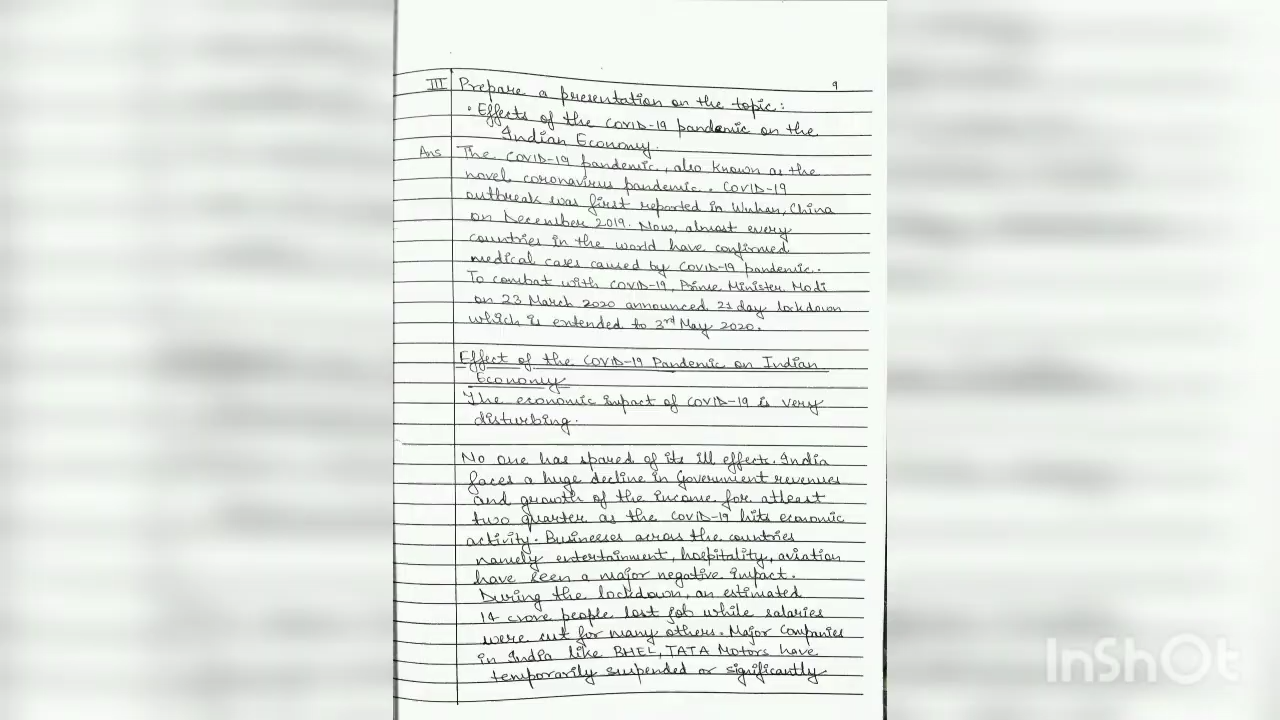 III Prepare a presentation on the topic: 9
• Effects of the COVID-19 pandemic on the
Indian Economy.
Ans The COVID-19 pandemic, also known as the
novel coronavirus pandemic. COVID-19
outbreak was first reported in Wuhan, China
on December 2019. Now, almost every
countries in the world have confirmed
medical cases caused by COVID-19 pandemic.
To combat with COVID-19, Prime Minister Modi
on 23 March 2020 announced 21 day lockdown
which is entended to 3rd May 2020.
Effect of the COVID-19 Pandemic on Indian
Economy
The economic impact of COVID-19 is very
disturbing.
No one has spared of its ill effects. India
faces a huge decline in Government revenues
and growth of the income for atleast
two quarter as the COVID-19 hits economic
activity. Businesses across the countries
namely entertainment, hospitality, aviation
have seen a major negative impact.
During the lockdown, an estimated
14 crore people lost job while salaries
were cut for many others. Major Companies
in India like BHEL, TATA Motors have
temporarily suspended or significantly
InShOt